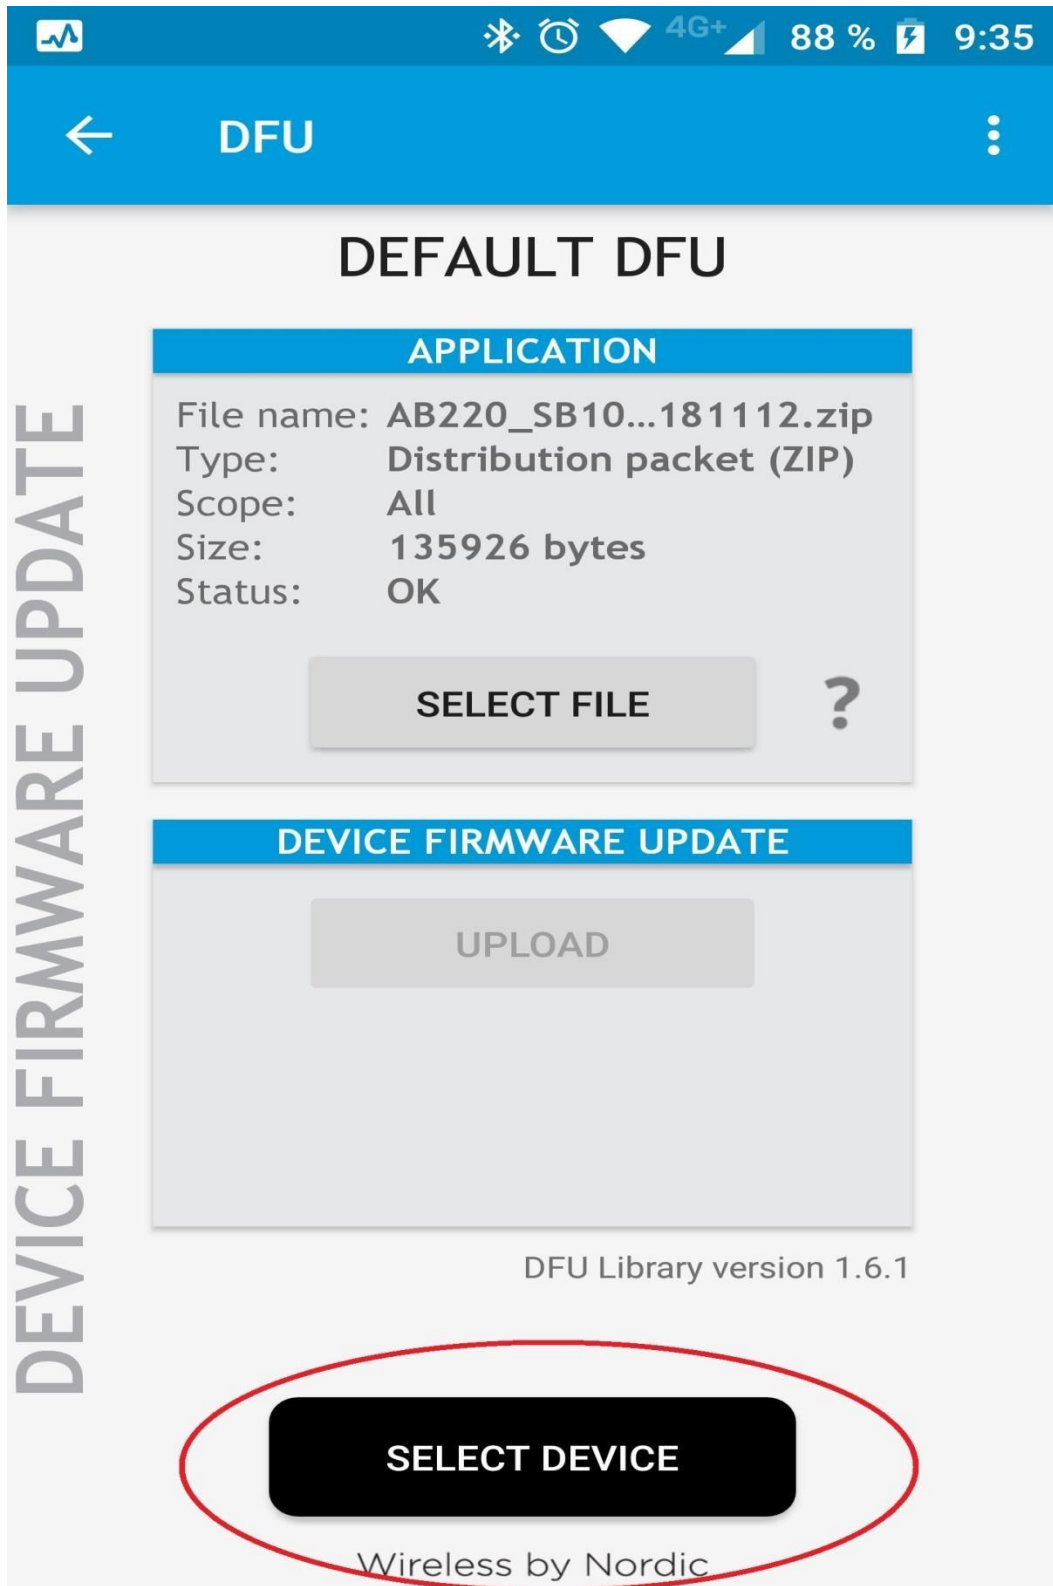 4G+ 88 % 9:35
DFU
DEFAULT DFU
APPLICATION
File name: AB220_SB10...181112.zip
Type: Distribution packet (ZIP)
Scope: All
Size: 135926 bytes
Status: OK
SELECT FILE ?
DEVICE FIRMWARE UPDATE
UPLOAD
DFU Library version 1.6.1
DEVICE FIRMWARE UPDATE
SELECT DEVICE
Wireless by Nordic